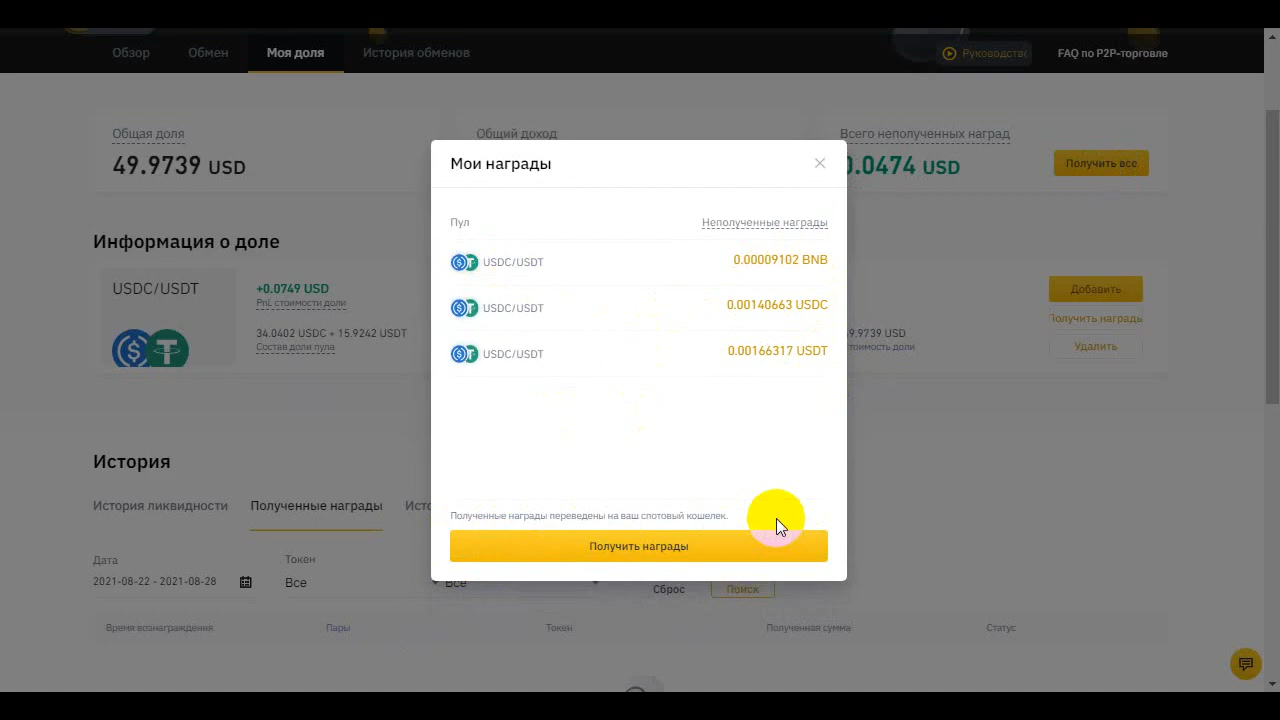 Обзор
Обмен
Моя доля
История обменов
FAQ по P2P-торговле
Общая доля
49.9739 USD
Общий доход
Всего неполученных наград
0.0474 USD
Получить все
Информация о доле
USDC/USDT
+0.0749 USD
PnL стоимости доли
34.0402 USDC + 15.9242 USDT
Состав доли пула
9.9739 USD
тоимость доли
Добавить
Получить награды
Удалить
Мои награды
Пул
Неполученные награды
USDC/USDT
0.00009102 BNB
USDC/USDT
0.00140663 USDC
USDC/USDT
0.00166317 USDT
Полученные награды переведены на ваш спотовый кошелек.
Получить награды
История
История ликвидности
Полученные награды
Ист
Дата
2021-08-22 - 2021-08-28
Токен
Все
Все
Сброс
Поиск
Время вознаграждения
Пары
Токен
Полученная сумма
Статус